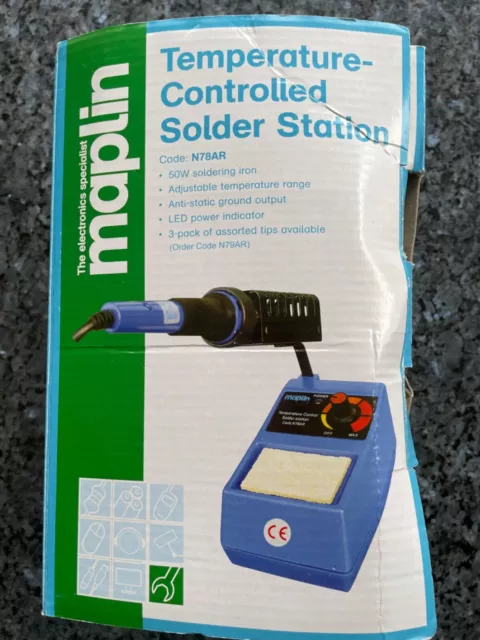 The electronics specialist
maplin
Temperature-
Controlled
Solder Station
Code: N78AR
• 50W soldering iron
• Adjustable temperature range
• Anti-static ground output
• LED power indicator
• 3-pack of assorted tips available
(Order Code N79AR)
maplin
POWER
Temperature Control
Solder station
Code N78AR
OFF
MAX
CE